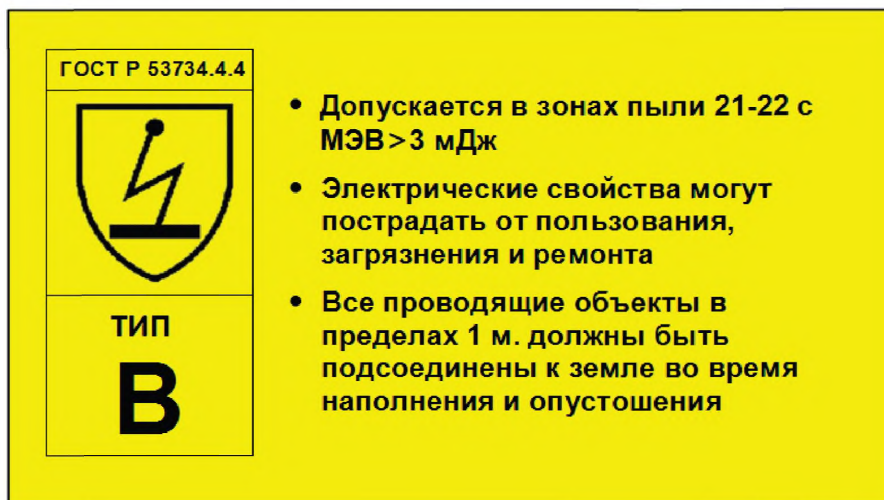 ГОСТ Р 53734.4.4
ТИП
В
• Допускается в зонах пыли 21-22 с
МЭВ>3 мДж
• Электрические свойства могут
пострадать от пользования,
загрязнения и ремонта
• Все проводящие объекты в
пределах 1 м. должны быть
подсоединены к земле во время
наполнения и опустошения